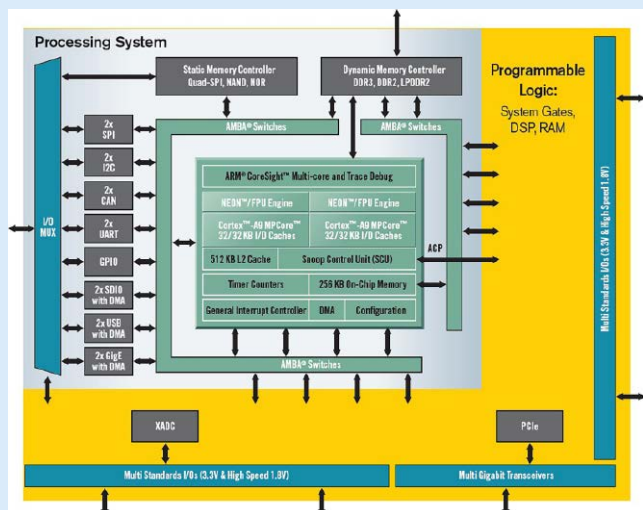 Processing System
Static Memory Controller
Quad-SPI, NAND, NOR
Dynamic Memory Controller
DDR3, DDR2, LPDDR2
Programmable
Logic:
System Gates,
DSP, RAM
AMBA® Switches
AMBA® Switches
I/O
MUX
2x
SPI
2x
I2C
2x
CAN
2x
UART
GPIO
2x SDIO
with DMA
2x USB
with DMA
2x GigE
with DMA
ARM® CoreSight™ Multi-core and Trace Debug
NEON™/FPU Engine
NEON™/FPU Engine
Cortex™-A9 MPCore™
32/32 KB I/D Caches
Cortex™-A9 MPCore™
32/32 KB I/D Caches
512 KB L2 Cache
Snoop Control Unit (SCU)
Timer Counters
256 KB On-Chip Memory
General Interrupt Controller
DMA
Configuration
ACP
AMBA® Switches
Multi Standards I/Os (3.3V & High Speed 1.8V)
XADC
PCIe
Multi Standards I/Os (3.3V & High Speed 1.8V)
Multi Gigabit Transceivers